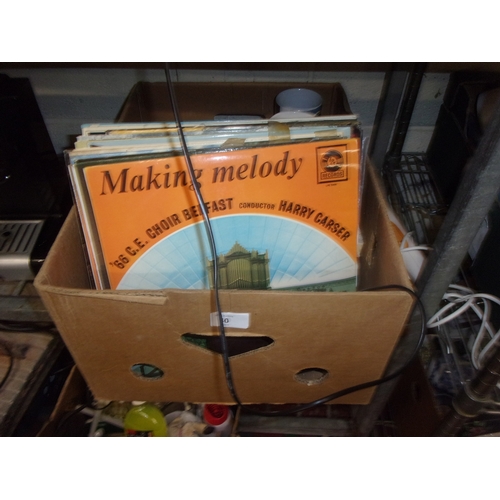 Making melody
'66 C.E. CHOIR BELFAST CONDUCTOR HARRY CARSER